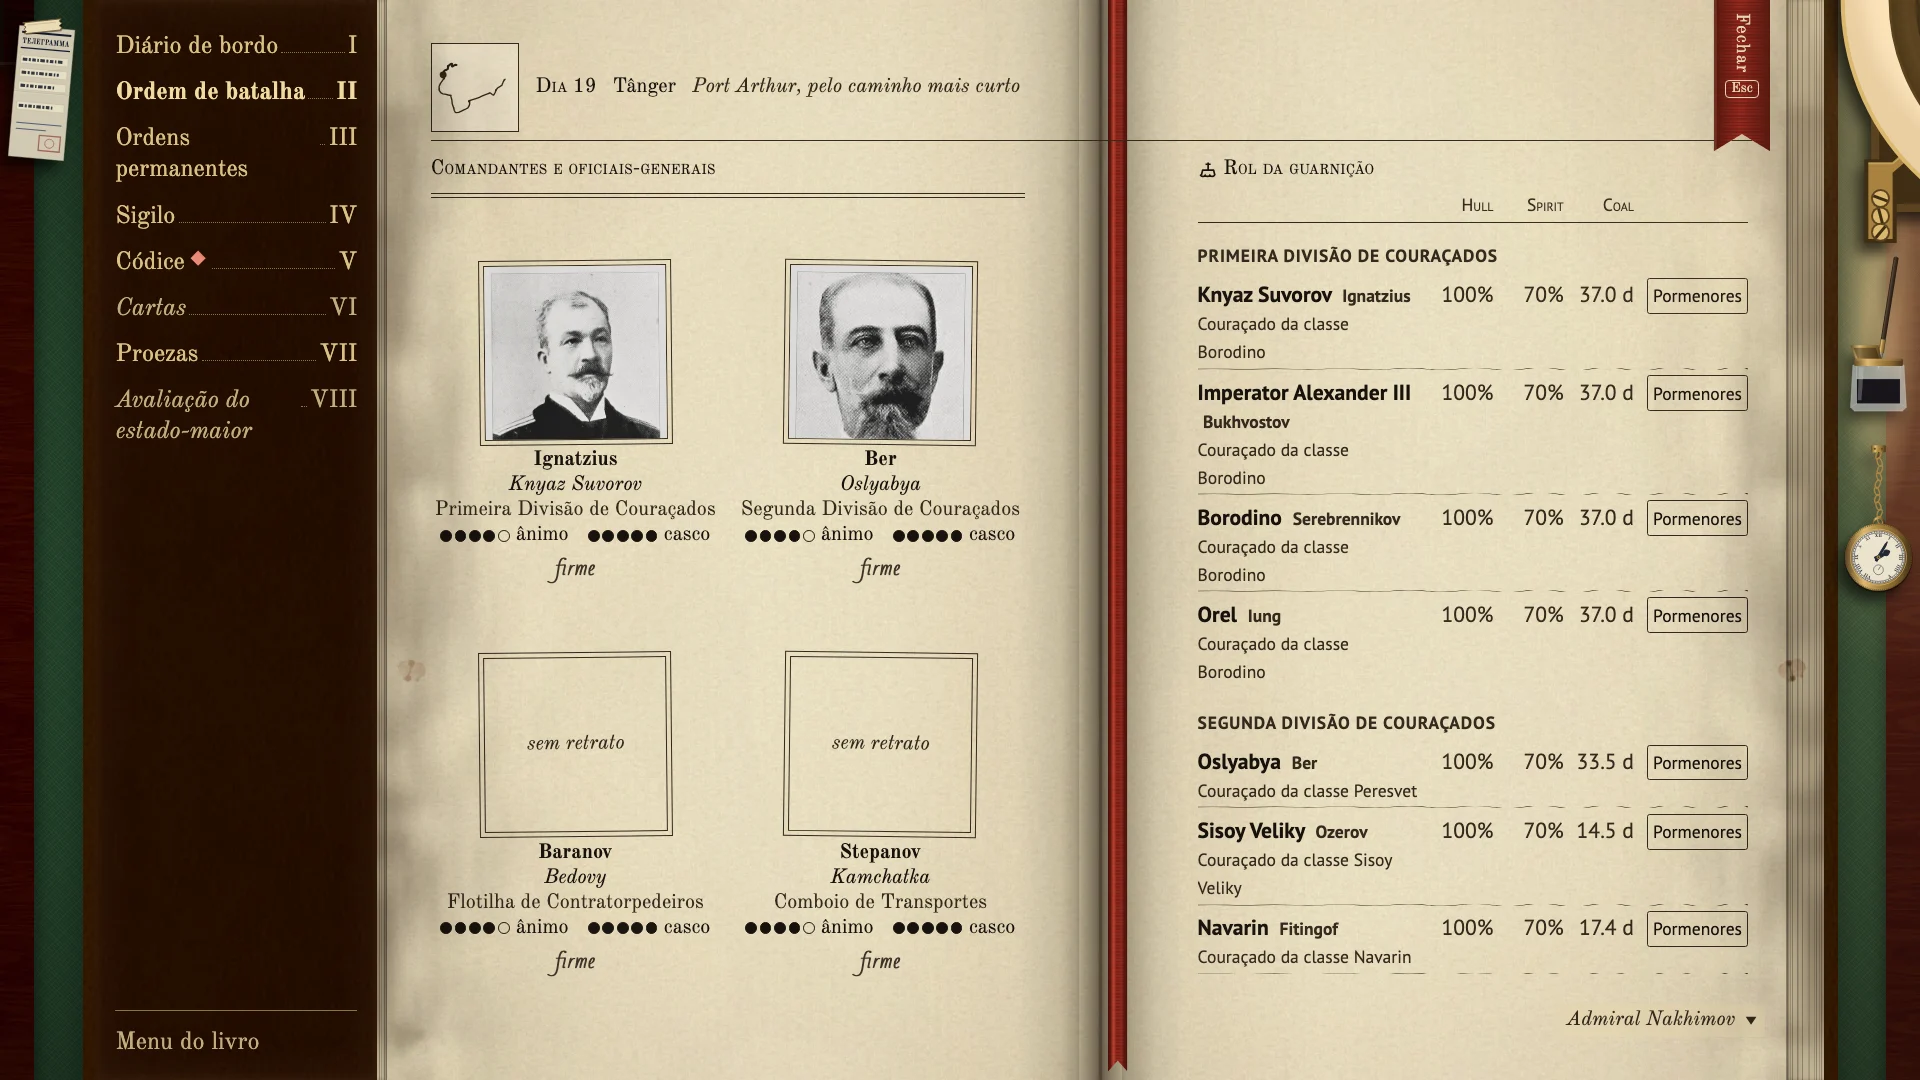 ТЕЛЕГРАММА
Diário de bordo I
Ordem de batalha II
Ordens permanentes III
Sigilo IV
Códice V
Cartas VI
Proezas VII
Avaliação do estado-maior VIII
Menu do livro
Dia 19 Tânger Port Arthur, pelo caminho mais curto
Comandantes e oficiais-generais
Ignatzius
Knyaz Suvorov
Primeira Divisão de Couraçados
ânimo casco
firme
Ber
Oslyabya
Segunda Divisão de Couraçados
ânimo casco
firme
sem retrato
Baranov
Bedovy
Flotilha de Contratorpedeiros
ânimo casco
firme
sem retrato
Stepanov
Kamchatka
Comboio de Transportes
ânimo casco
firme
Fechar
Esc
Rol da guarnição
Hull Spirit Coal
PRIMEIRA DIVISÃO DE COURAÇADOS
Knyaz Suvorov Ignatzius 100% 70% 37.0 d Pormenores
Couraçado da classe
Borodino
Imperator Alexander III 100% 70% 37.0 d Pormenores
Bukhvostov
Couraçado da classe
Borodino
Borodino Serebrennikov 100% 70% 37.0 d Pormenores
Couraçado da classe
Borodino
Orel Iung 100% 70% 37.0 d Pormenores
Couraçado da classe
Borodino
SEGUNDA DIVISÃO DE COURAÇADOS
Oslyabya Ber 100% 70% 33.5 d Pormenores
Couraçado da classe Peresvet
Sisoy Veliky Ozerov 100% 70% 14.5 d Pormenores
Couraçado da classe Sisoy
Veliky
Navarin Fitingof 100% 70% 17.4 d Pormenores
Couraçado da classe Navarin
Admiral Nakhimov